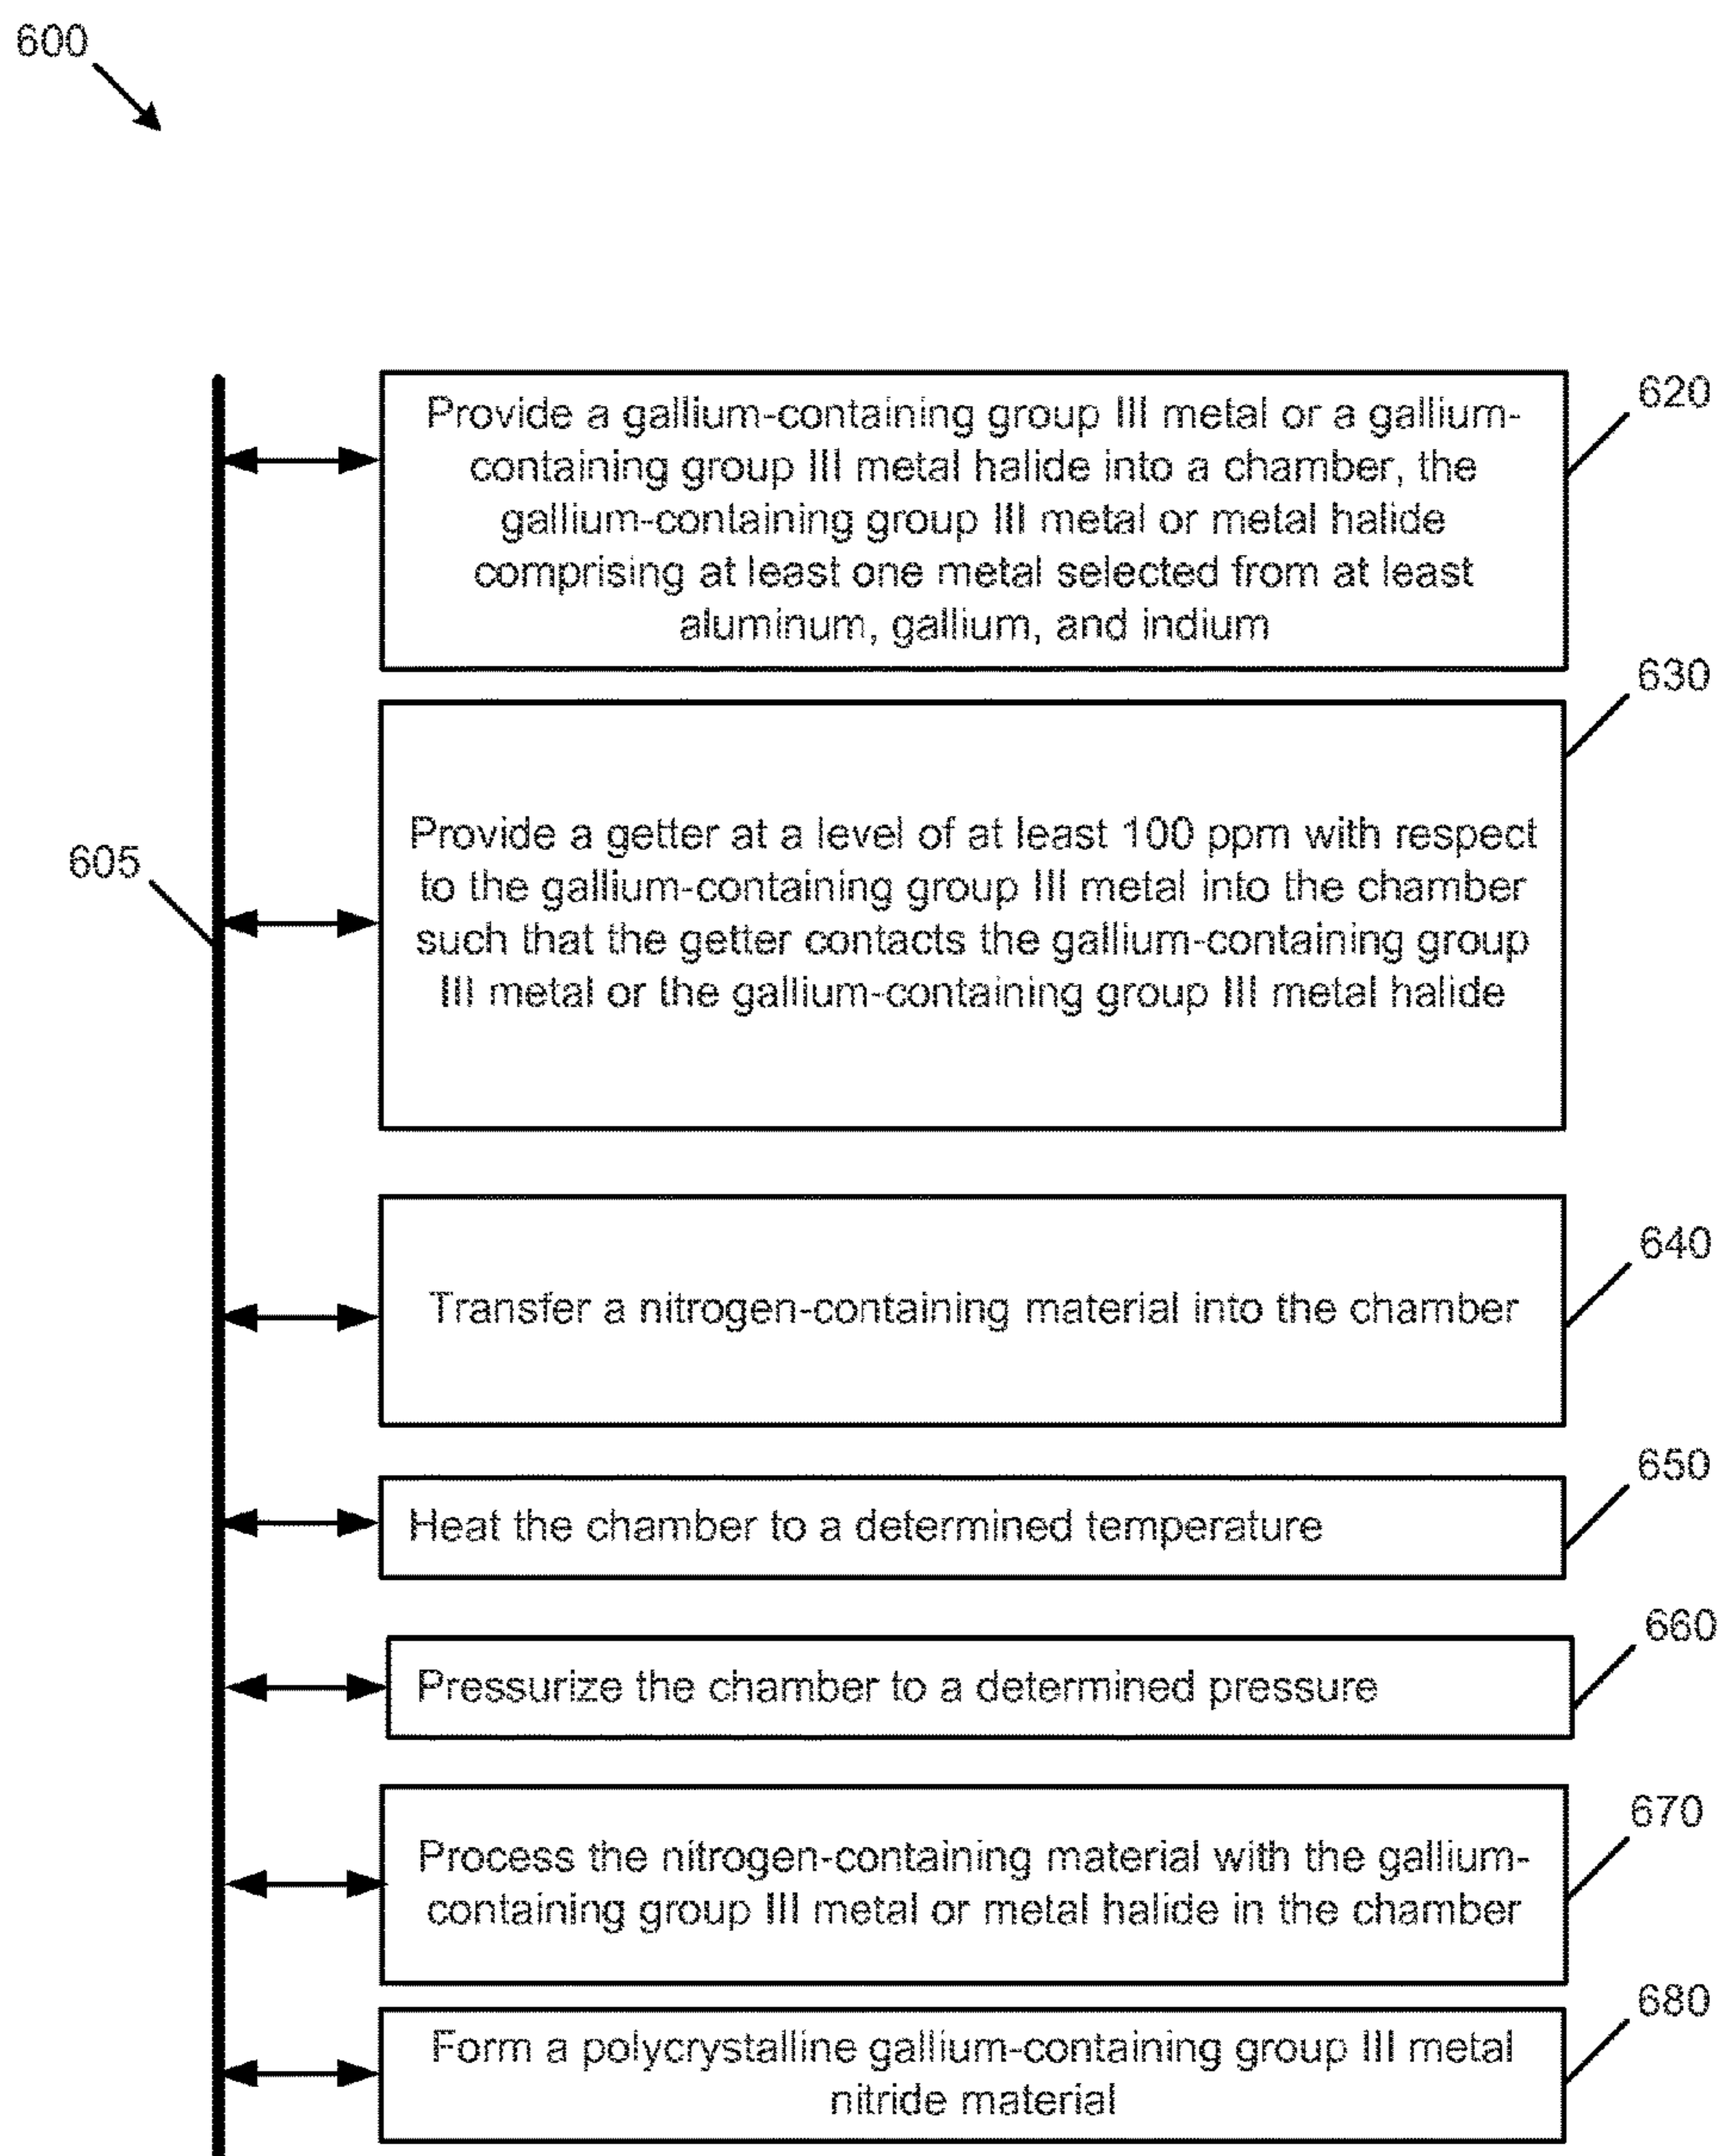 600
620
Provide a gallium-containing group III metal or a gallium-
containing group III metal halide into a chamber, the
gallium-containing group III metal or metal halide
comprising at least one metal selected from at least
aluminum, gallium, and indium
630
605
Provide a getter at a level of at least 100 ppm with respect
to the gallium-containing group III metal into the chamber
such that the getter contacts the gallium-containing group
III metal or the gallium-containing group III metal halide
640
Transfer a nitrogen-containing material into the chamber
650
Heat the chamber to a determined temperature
660
Pressurize the chamber to a determined pressure
670
Process the nitrogen-containing material with the gallium-
containing group III metal or metal halide in the chamber
680
Form a polycrystalline gallium-containing group III metal
nitride material